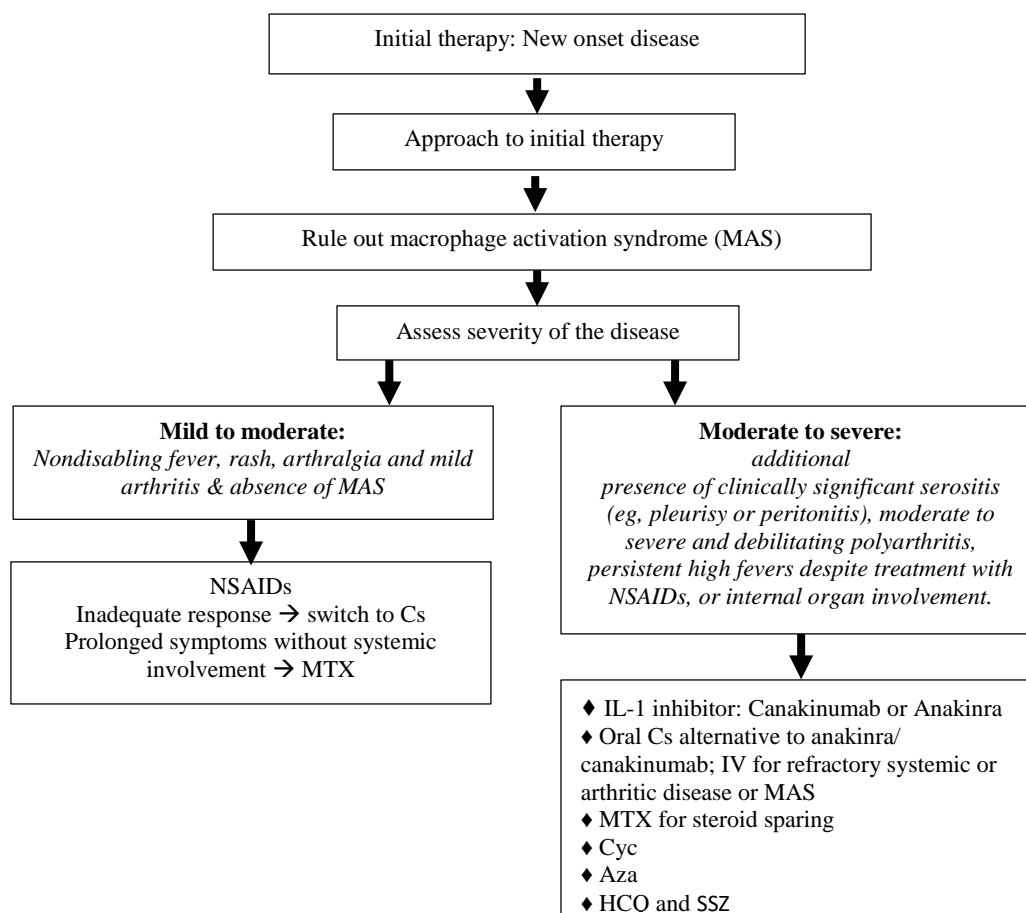 Initial therapy: New onset disease
Approach to initial therapy
Rule out macrophage activation syndrome (MAS)
Assess severity of the disease
Mild to moderate:
Nondisabling fever, rash, arthralgia and mild
arthritis & absence of MAS
NSAIDs
Inadequate response → switch to Cs
Prolonged symptoms without systemic
involvement → MTX
Moderate to severe:
additional
presence of clinically significant serositis
(eg, pleurisy or peritonitis), moderate to
severe and debilitating polyarthritis,
persistent high fevers despite treatment with
NSAIDs, or internal organ involvement.
♦ IL-1 inhibitor: Canakinumab or Anakinra
♦ Oral Cs alternative to anakinra/
canakinumab; IV for refractory systemic or
arthritic disease or MAS
♦ MTX for steroid sparing
♦ Cyc
♦ Aza
♦ HCQ and SSZ